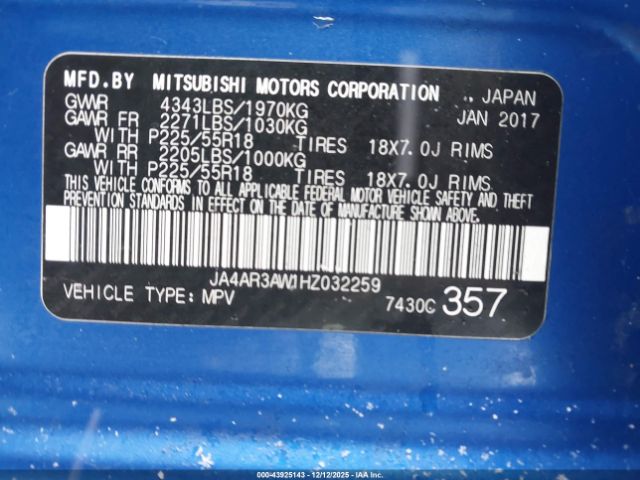 MFD.BY MITSUBISHI MOTORS CORPORATION JAPAN
GVWR 4343LBS/1970KG JAN 2017
GAWR FR 2271LBS/1030KG
WITH P225/55R18 TIRES 18X7.0J RIMS
GAWR RR 2205LBS/1000KG
WITH P225/55R18 TIRES 18X7.0J RIMS
THIS VEHICLE CONFORMS TO ALL APPLICABLE FEDERAL MOTOR VEHICLE SAFETY AND THEFT
PREVENTION STANDARDS IN EFFECT ON THE DATE OF MANUFACTURE SHOWN ABOVE.
JA4AR3AW1HZ032259
VEHICLE TYPE: MPV 7430C 357
000-43925143 - 12/12/2025 - IAAI.com